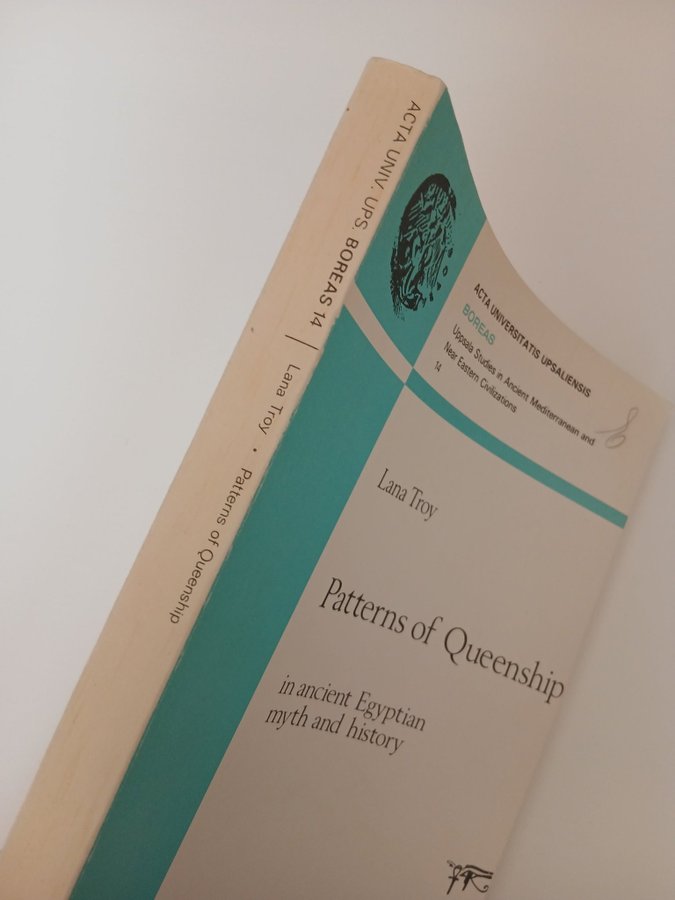 ACTA UNIV. UPS. BOREAS 14 | Lana Troy • Patterns of Queenship
ACTA UNIVERSITATIS UPSALIENSIS
BOREAS
Uppsala Studies in Ancient Mediterranean and
Near Eastern Civilizations
14
Lana Troy
Patterns of Queenship
in ancient Egyptian
myth and history